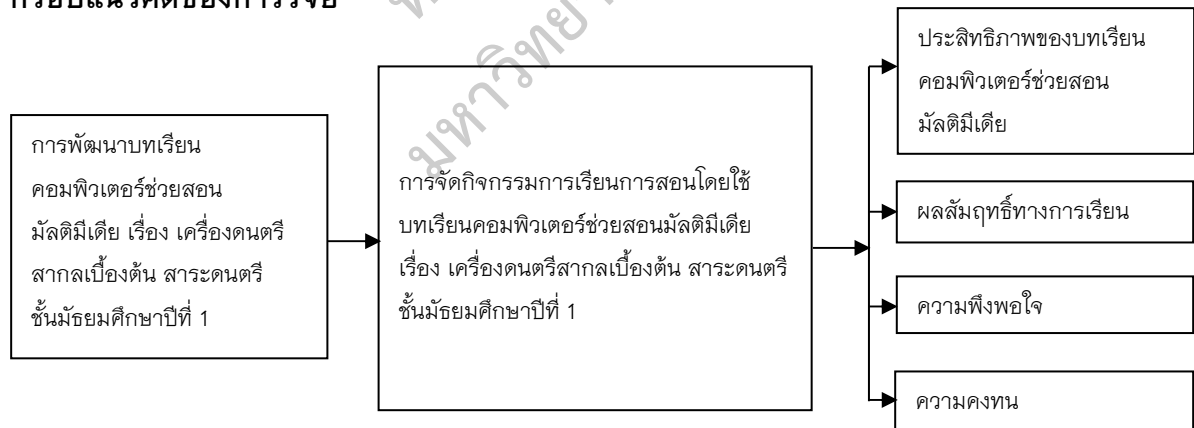 กรอบแนวคิดของการวิจัย
การพัฒนาบทเรียน
คอมพิวเตอร์ช่วยสอน
มัลติมีเดีย เรื่อง เครื่องดนตรี
สากลเบื้องต้น สาระดนตรี
ชั้นมัธยมศึกษาปีที่ 1
มหาวิทย
การจัดกิจกรรมการเรียนการสอนโดยใช้
บทเรียนคอมพิวเตอร์ช่วยสอนมัลติมีเดีย
เรื่อง เครื่องดนตรีสากลเบื้องต้น สาระดนตรี
ชั้นมัธยมศึกษาปีที่ 1
ประสิทธิภาพของบทเรียน
คอมพิวเตอร์ช่วยสอน
มัลติมีเดีย
ผลสัมฤทธิ์ทางการเรียน
ความพึงพอใจ
ความคงทน